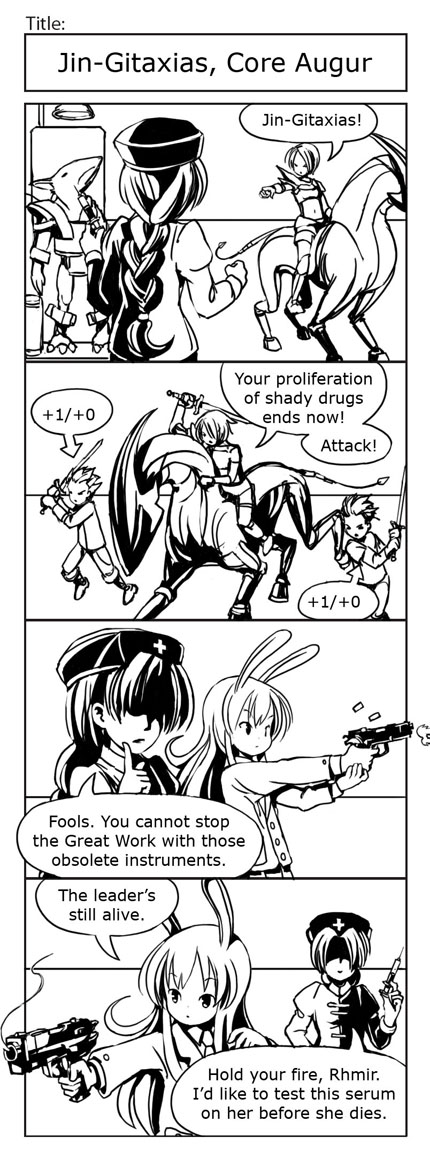 Title:
Jin-Gitaxias, Core Augur
Jin-Gitaxias!
Your proliferation
of shady drugs
ends now!
Attack!
+1/+0
+1/+0
Fools. You cannot stop
the Great Work with those
obsolete instruments.
The leader's
still alive.
Hold your fire, Rhmir.
I'd like to test this serum
on her before she dies.